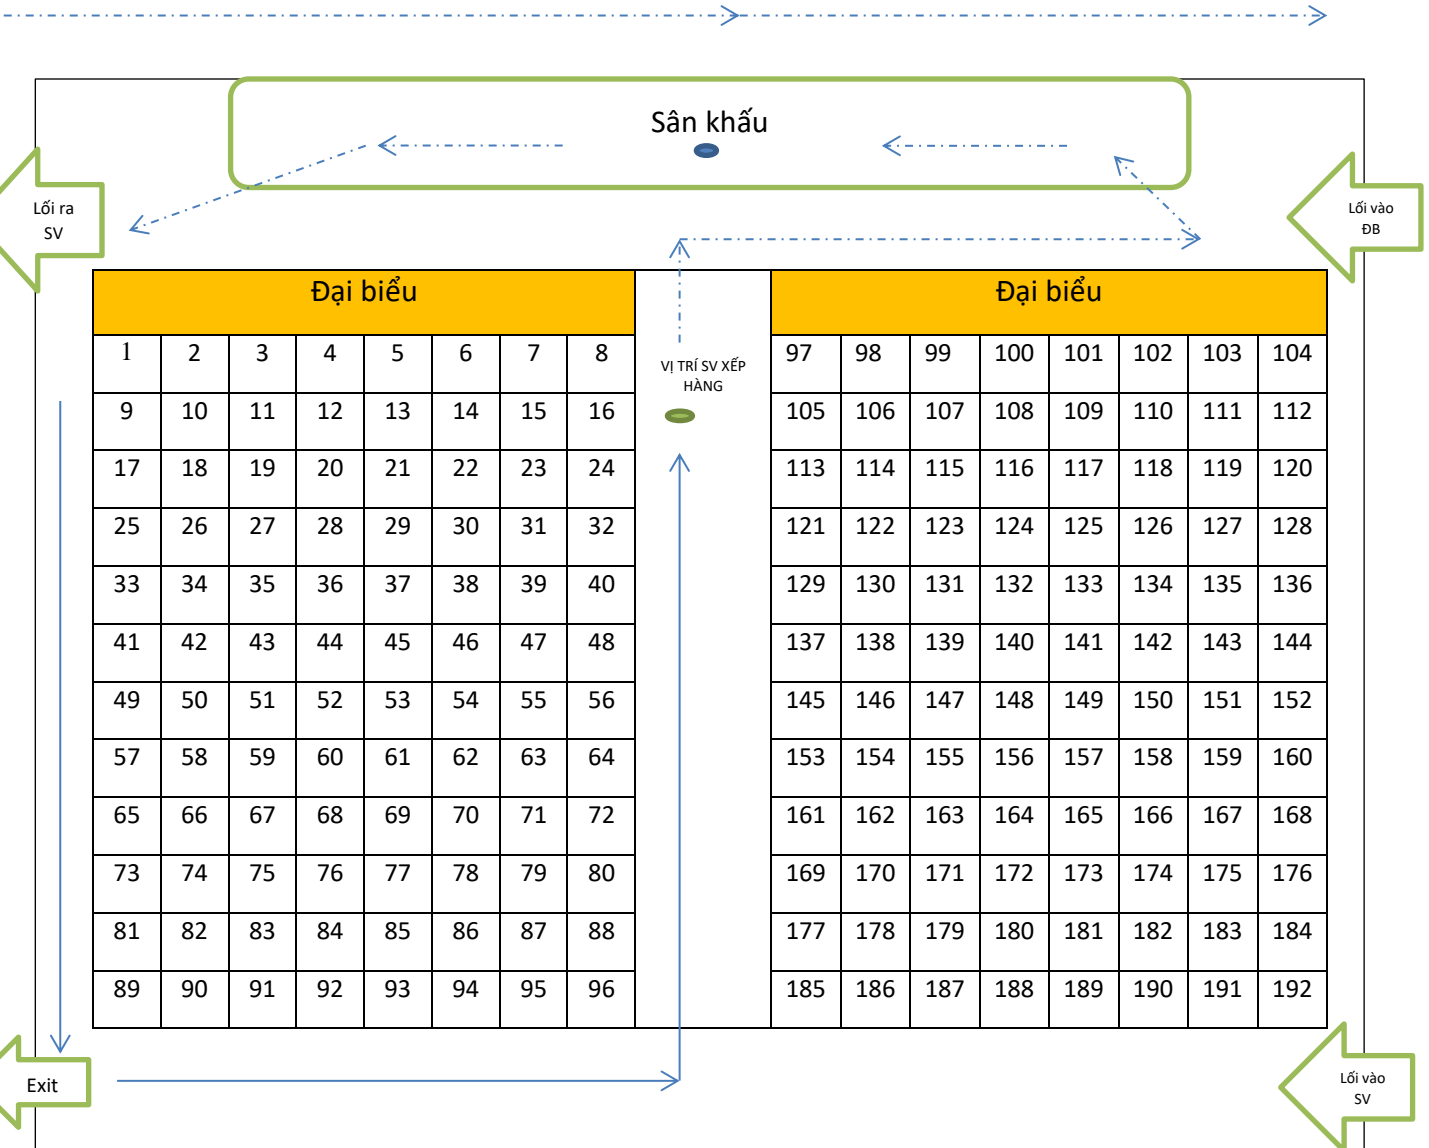 Sân khấu
Lối ra
SV
Lối vào
ĐB
Đại biểu Đại biểu
1 2 3 4 5 6 7 8 97 98 99 100 101 102 103 104
VỊ TRÍ SV XẾP
HÀNG
9 10 11 12 13 14 15 16 105 106 107 108 109 110 111 112
17 18 19 20 21 22 23 24 113 114 115 116 117 118 119 120
25 26 27 28 29 30 31 32 121 122 123 124 125 126 127 128
33 34 35 36 37 38 39 40 129 130 131 132 133 134 135 136
41 42 43 44 45 46 47 48 137 138 139 140 141 142 143 144
49 50 51 52 53 54 55 56 145 146 147 148 149 150 151 152
57 58 59 60 61 62 63 64 153 154 155 156 157 158 159 160
65 66 67 68 69 70 71 72 161 162 163 164 165 166 167 168
73 74 75 76 77 78 79 80 169 170 171 172 173 174 175 176
81 82 83 84 85 86 87 88 177 178 179 180 181 182 183 184
89 90 91 92 93 94 95 96 185 186 187 188 189 190 191 192
Exit
Lối vào
SV